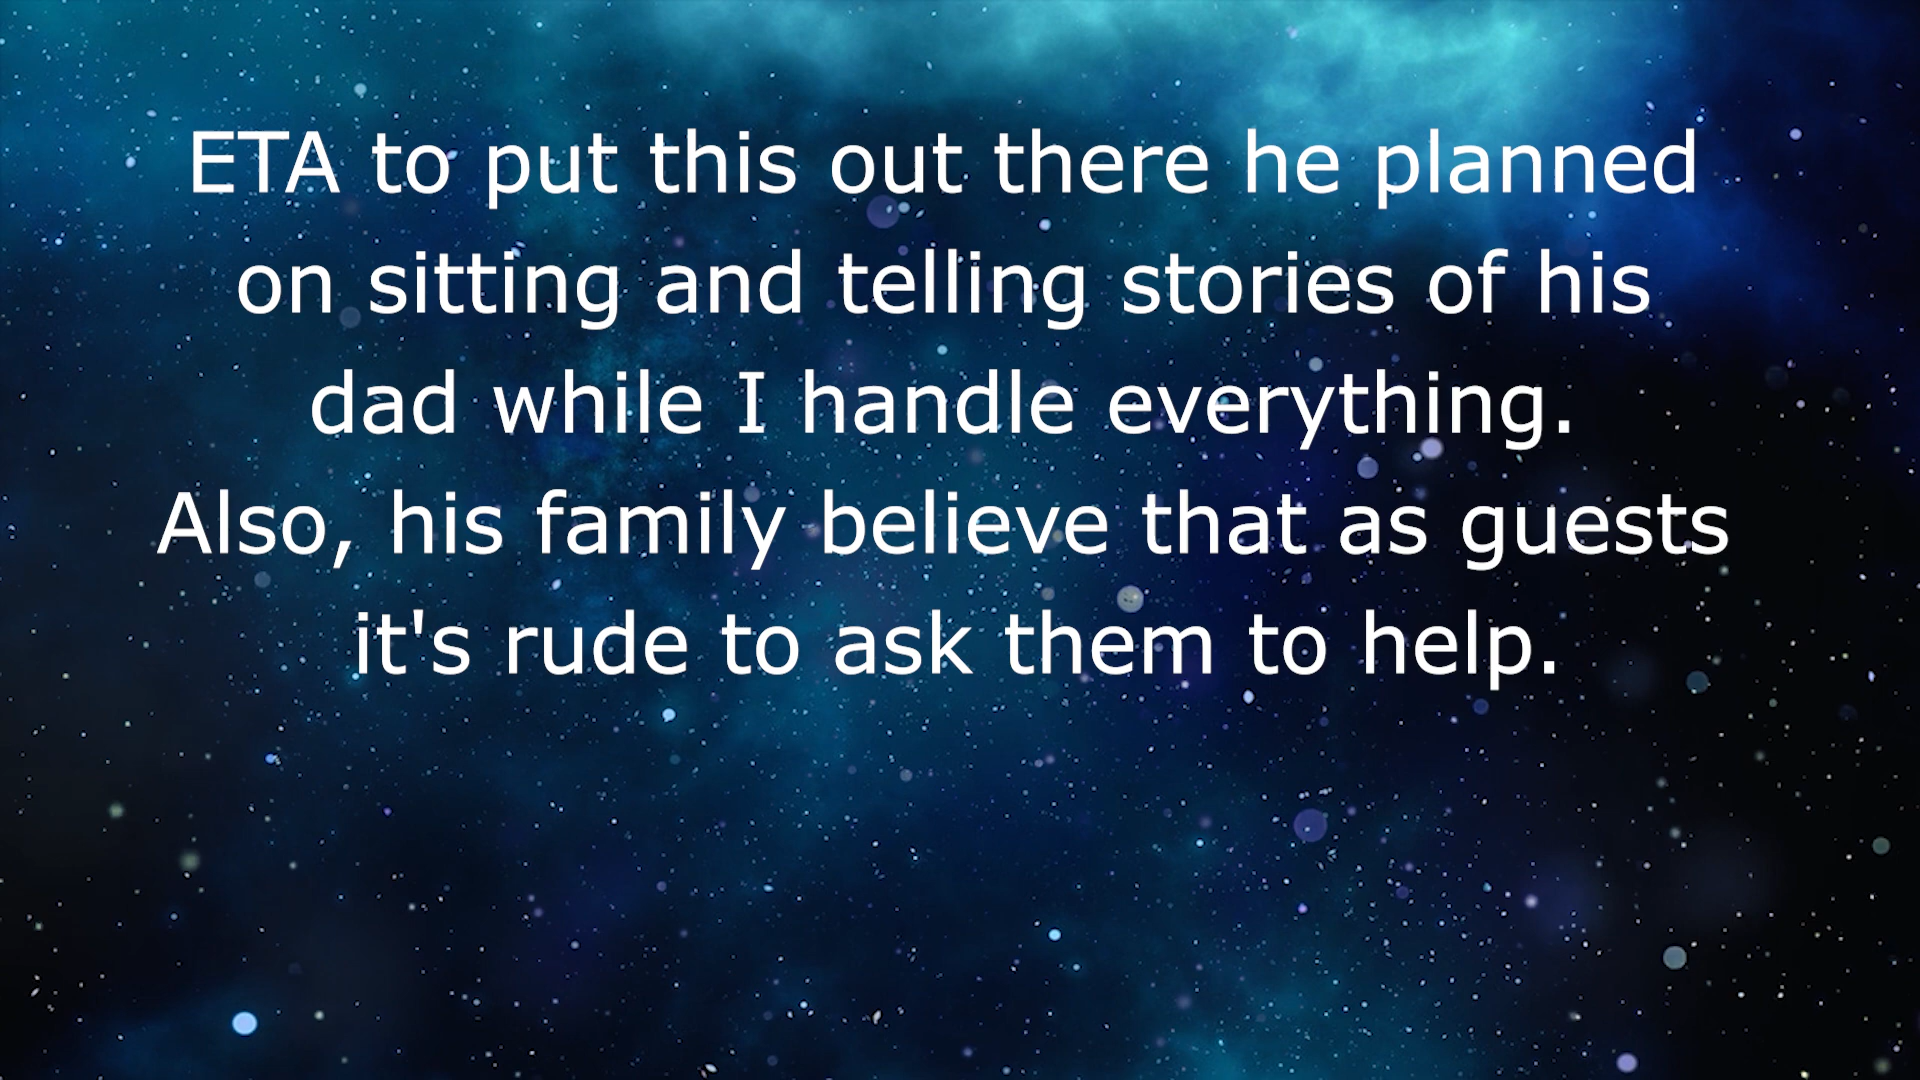 ETA to put this out there he planned
on sitting and telling stories of his
dad while I handle everything.
Also, his family believe that as guests
it's rude to ask them to help.